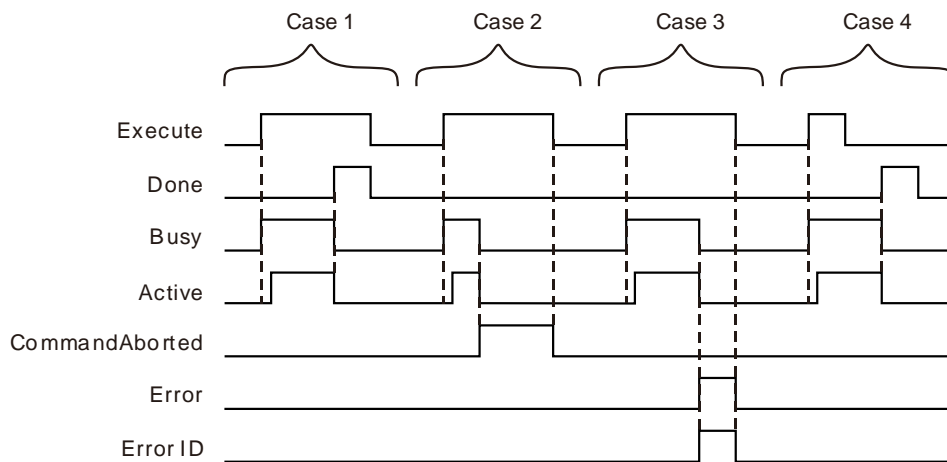 Case 1 Case 2 Case 3 Case 4
Execute
Done
Busy
Active
CommandAborted
Error
Error ID